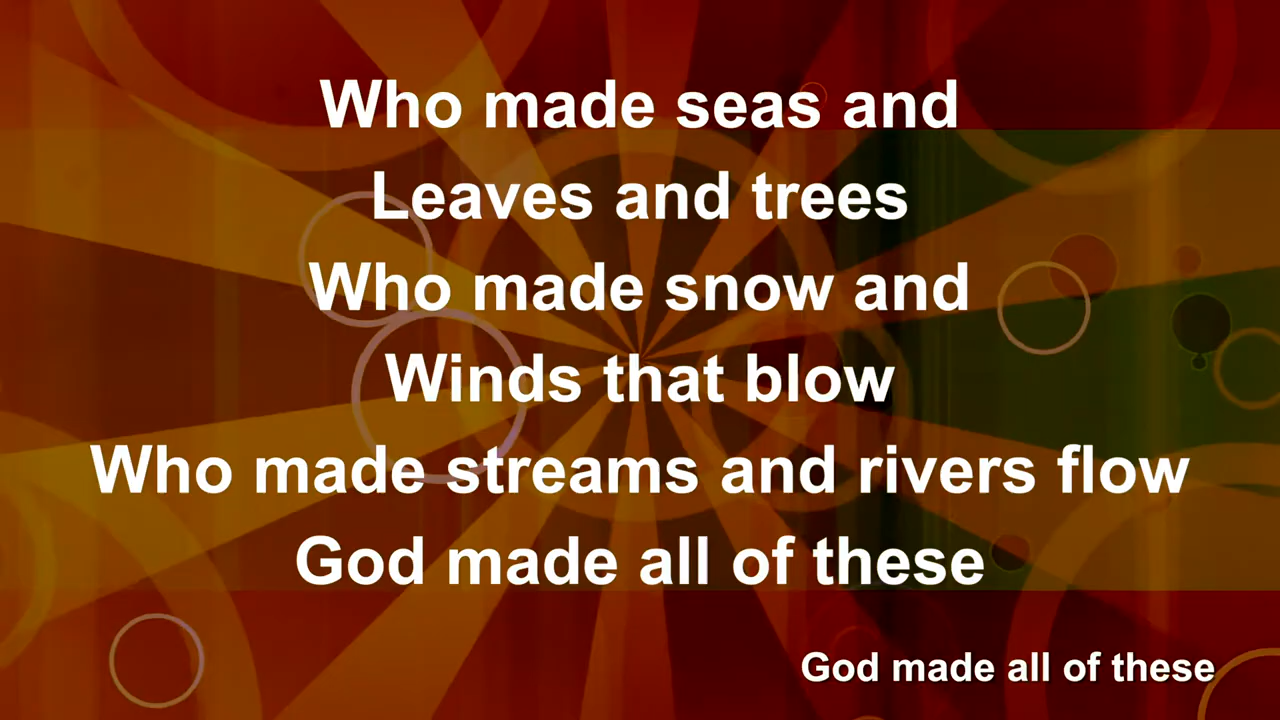 Who made seas and
Leaves and trees
Who made snow and
Winds that blow
Who made streams and rivers flow
God made all of these
God made all of these